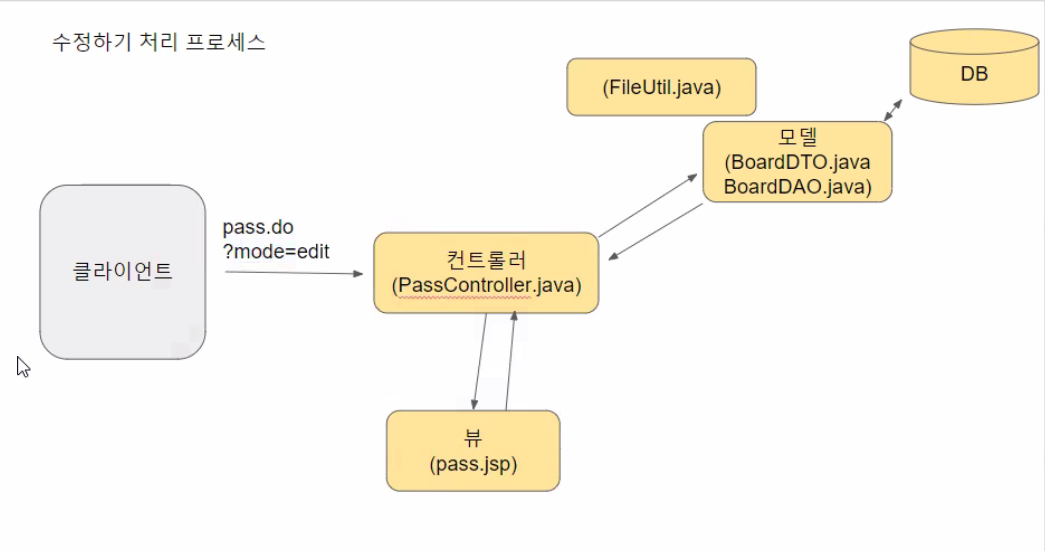 수정하기 처리 프로세스
(FileUtil.java)
DB
모델
(BoardDTO.java
BoardDAO.java)
pass.do
?mode=edit
클라이언트
컨트롤러
(PassController.java)
뷰
(pass.jsp)